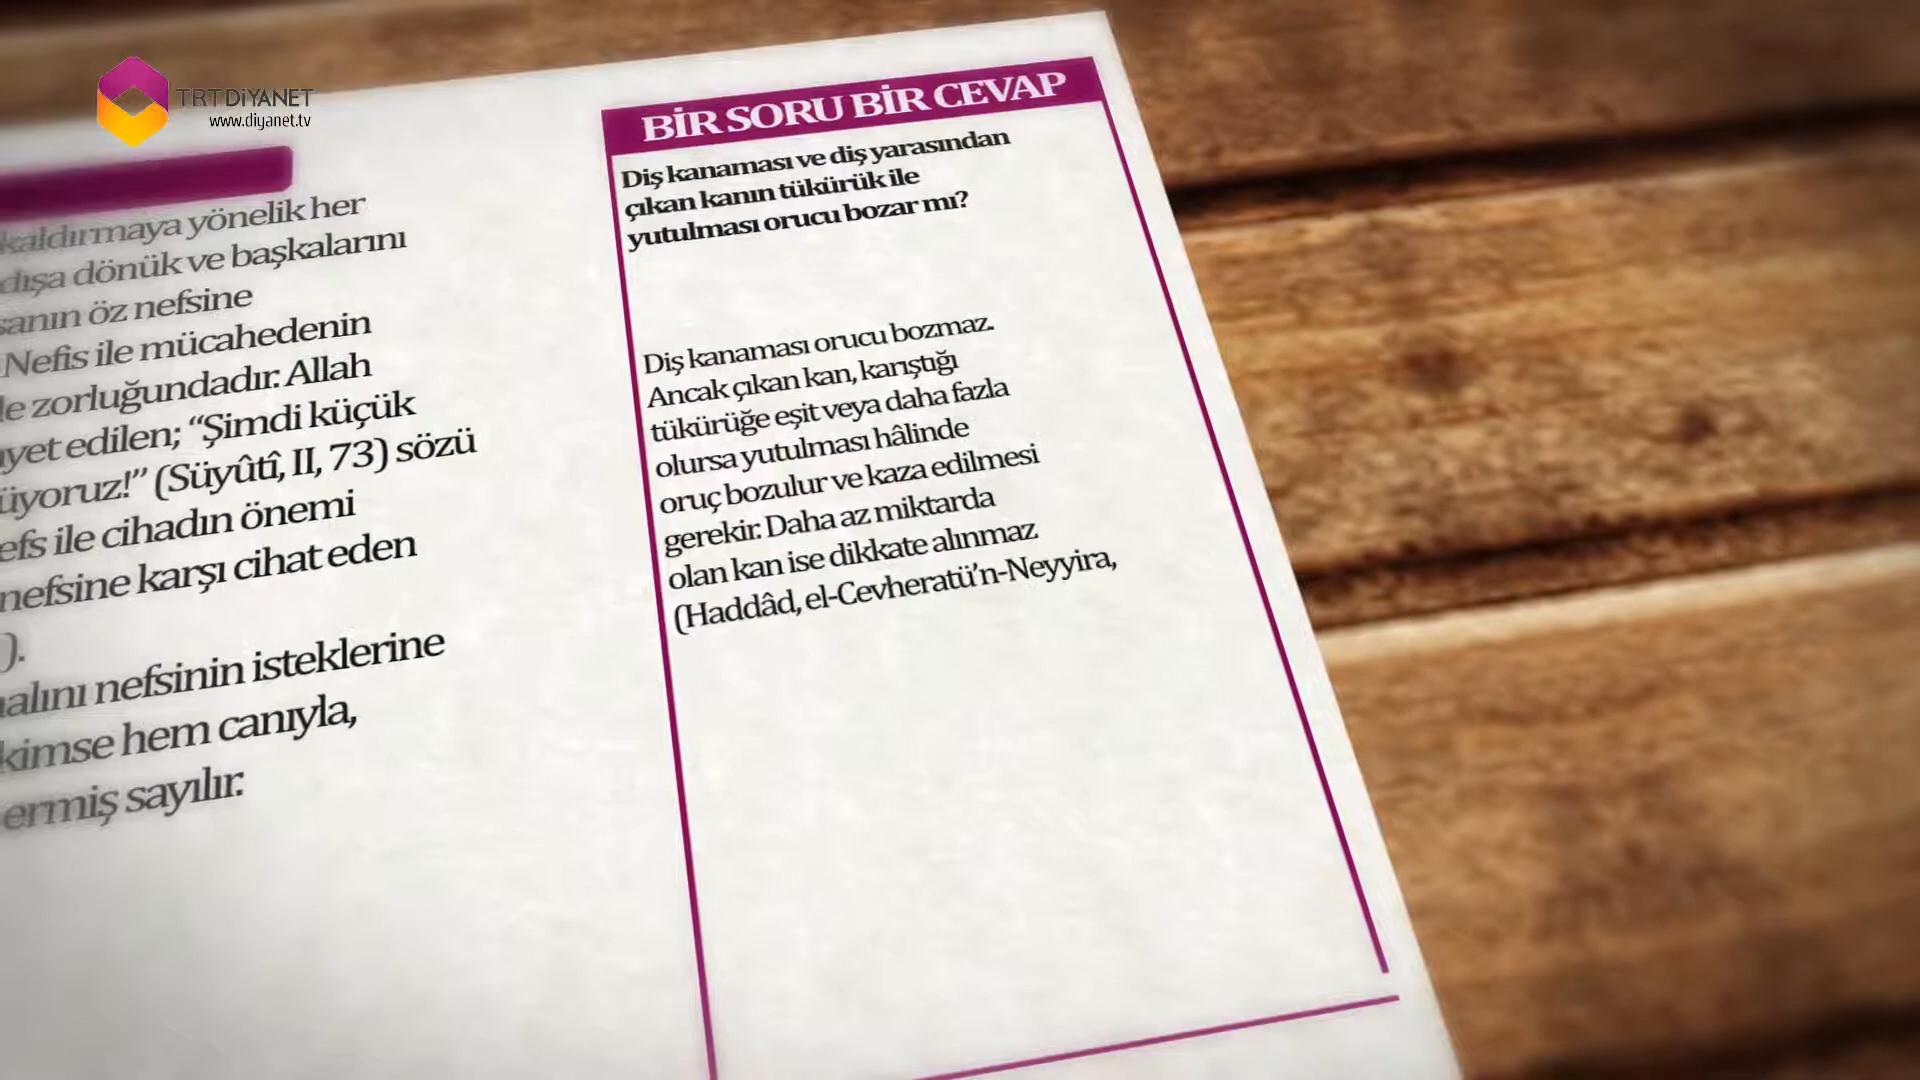 TRT DİYANET
www.diyanet.tv
kaldırmaya yönelik her
dışa dönük ve başkalarını
sanın öz nefsine
Nefis ile mücahedenin
le zorluğundadır. Allah
yet edilen; “Şimdi küçük
üyoruz!” (Süyûtî, II, 73) sözü
efs ile cihadın önemi
nefsine karşı cihat eden
).
alını nefsinin isteklerine
kimse hem canıyla,
ermiş sayılır.
BİR SORU BİR CEVAP
Diş kanaması ve diş yarasından
çıkan kanın tükürük ile
yutulması orucu bozar mı?
Diş kanaması orucu bozmaz.
Ancak çıkan kan, karıştığı
tükürüğe eşit veya daha fazla
olursa yutulması hâlinde
oruç bozulur ve kaza edilmesi
gerekir. Daha az miktarda
olan kan ise dikkate alınmaz
(Haddâd, el-Cevheratü’n-Neyyira,